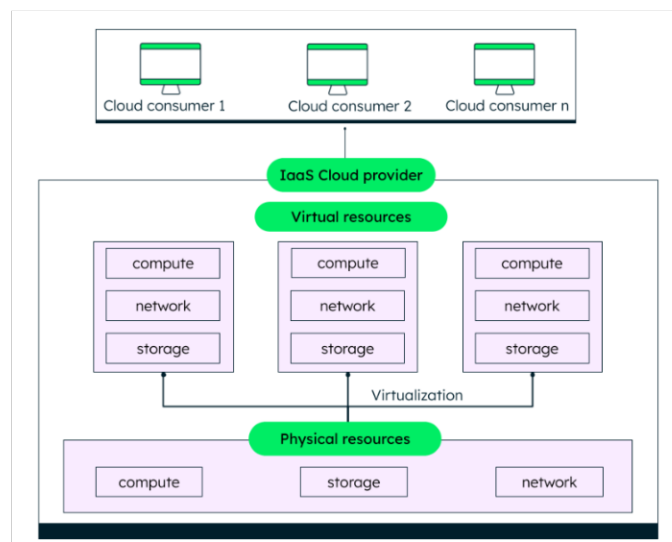 Cloud consumer 1 Cloud consumer 2 Cloud consumer n
IaaS Cloud provider
Virtual resources
compute compute compute
network network network
storage storage storage
Virtualization
Physical resources
compute storage network